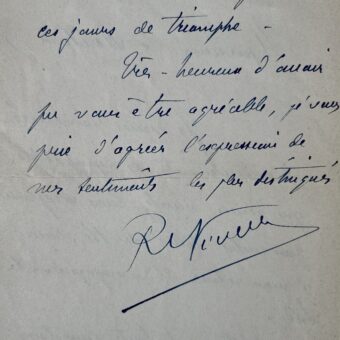 ces jours de triomphe -
Très - heureux d'avoir
pu vous être agréable, je vous
prie d'agréer l'expression de
mes sentiments les plus distingués
R Nivelle